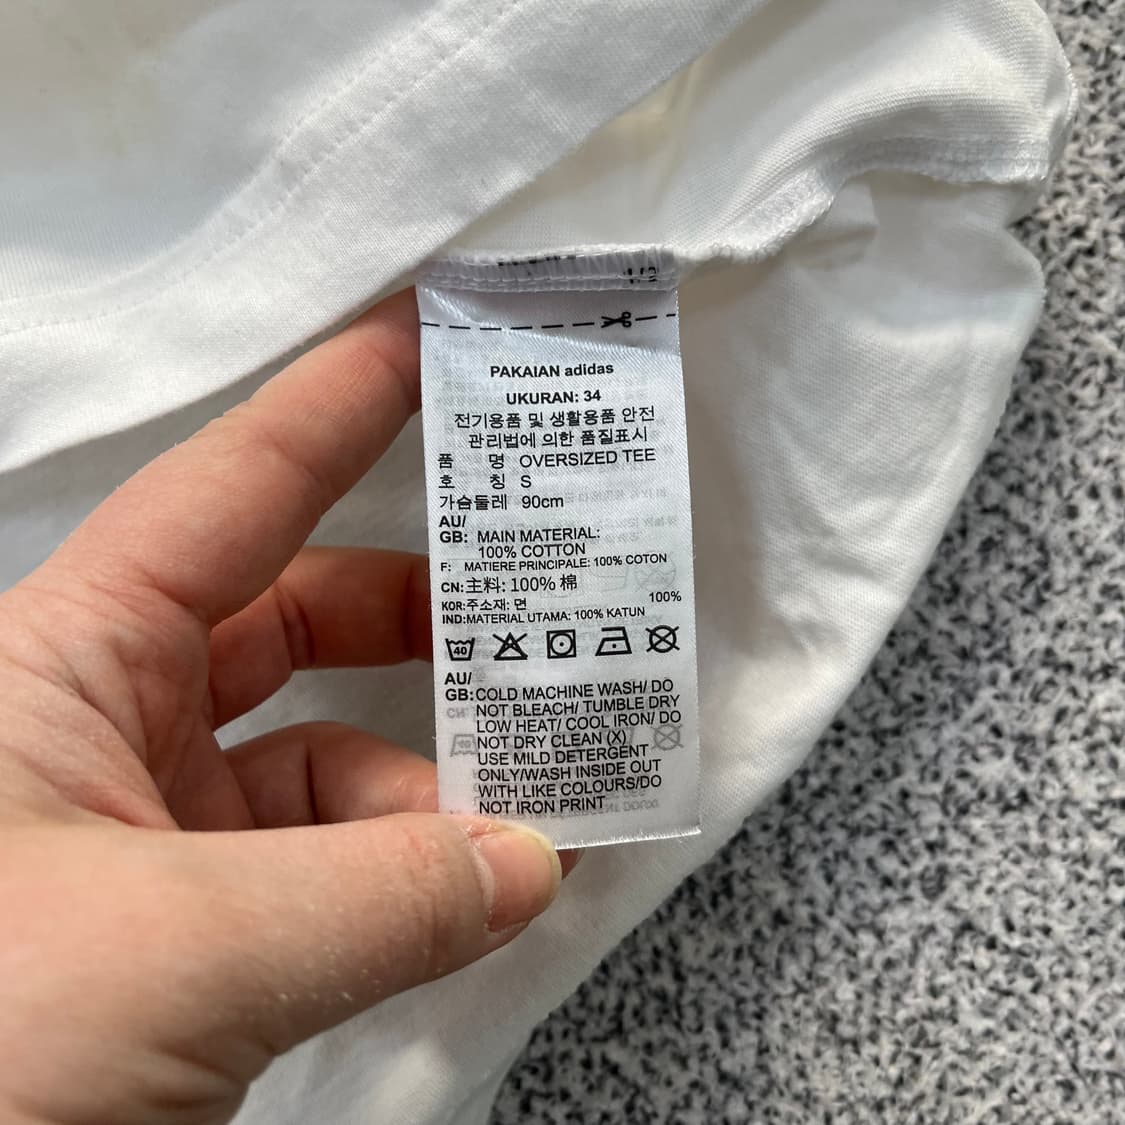 PAKAIAN adidas
UKURAN: 34
전기용품 및 생활용품 안전
관리법에 의한 품질표시
품 명 OVERSIZED TEE
호 칭 S
가슴둘레 90cm
AU/
GB: MAIN MATERIAL:
100% COTTON
F: MATIERE PRINCIPALE: 100% COTON
CN: 主料: 100% 棉
KOR: 주소재: 면 100%
IND: MATERIAL UTAMA: 100% KATUN
40
AU/
GB: COLD MACHINE WASH/ DO
NOT BLEACH/ TUMBLE DRY
LOW HEAT/ COOL IRON/ DO
NOT DRY CLEAN (X)
USE MILD DETERGENT
ONLY/WASH INSIDE OUT
WITH LIKE COLOURS/DO
NOT IRON PRINT